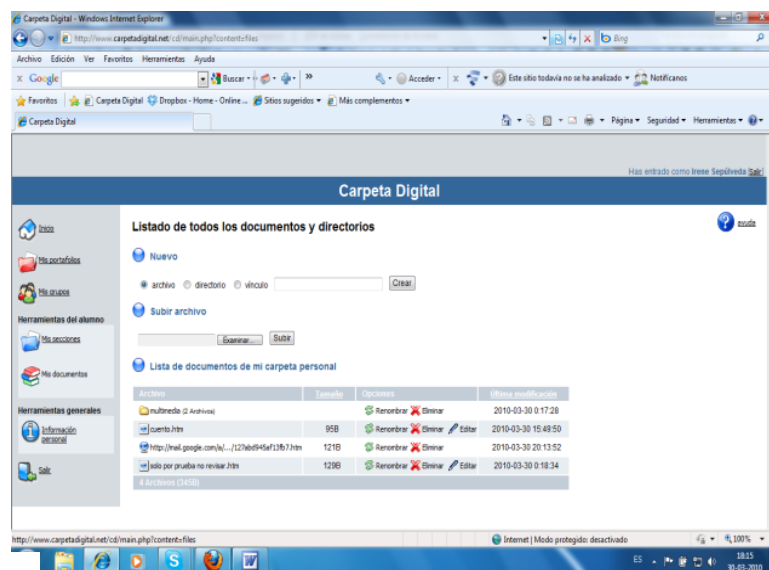 Carpeta Digital - Windows Internet Explorer
http://www.carpetadigital.net/cd/main.php?content=files
Bing
Archivo Edición Ver Favoritos Herramientas Ayuda
x Google Buscar Acceder x Este sitio todavía no se ha analizado Notifícanos
Favoritos Carpeta Digital Dropbox - Home - Online ... Sitios sugeridos Más complementos
Carpeta Digital Página Seguridad Herramientas
Has entrado como Irene Sepúlveda Salir
Carpeta Digital
Inicio
Mis portafolios
Mis grupos
Herramientas del alumno
Mis secciones
Mis documentos
Herramientas generales
Información
personal
Salir
Listado de todos los documentos y directorios
ayuda
Nuevo
archivo directorio vínculo Crear
Subir archivo
Examinar... Subir
Lista de documentos de mi carpeta personal
Archivo Tamaño Opciones Última modificación
multimedia (2 Archivos) Renombrar Eliminar 2010-03-30 0:17:28
cuento.htm 95B Renombrar Eliminar Editar 2010-03-30 15:49:50
http://mail.google.com/a/.../127abd945af13fb7.htm 121B Renombrar Eliminar 2010-03-30 20:13:52
solo por prueba no revisar.htm 129B Renombrar Eliminar Editar 2010-03-30 0:18:34
4 Archivos (345B)
http://www.carpetadigital.net/cd/main.php?content=files Internet | Modo protegido: desactivado 100%
ES 18:15
30-03-2010